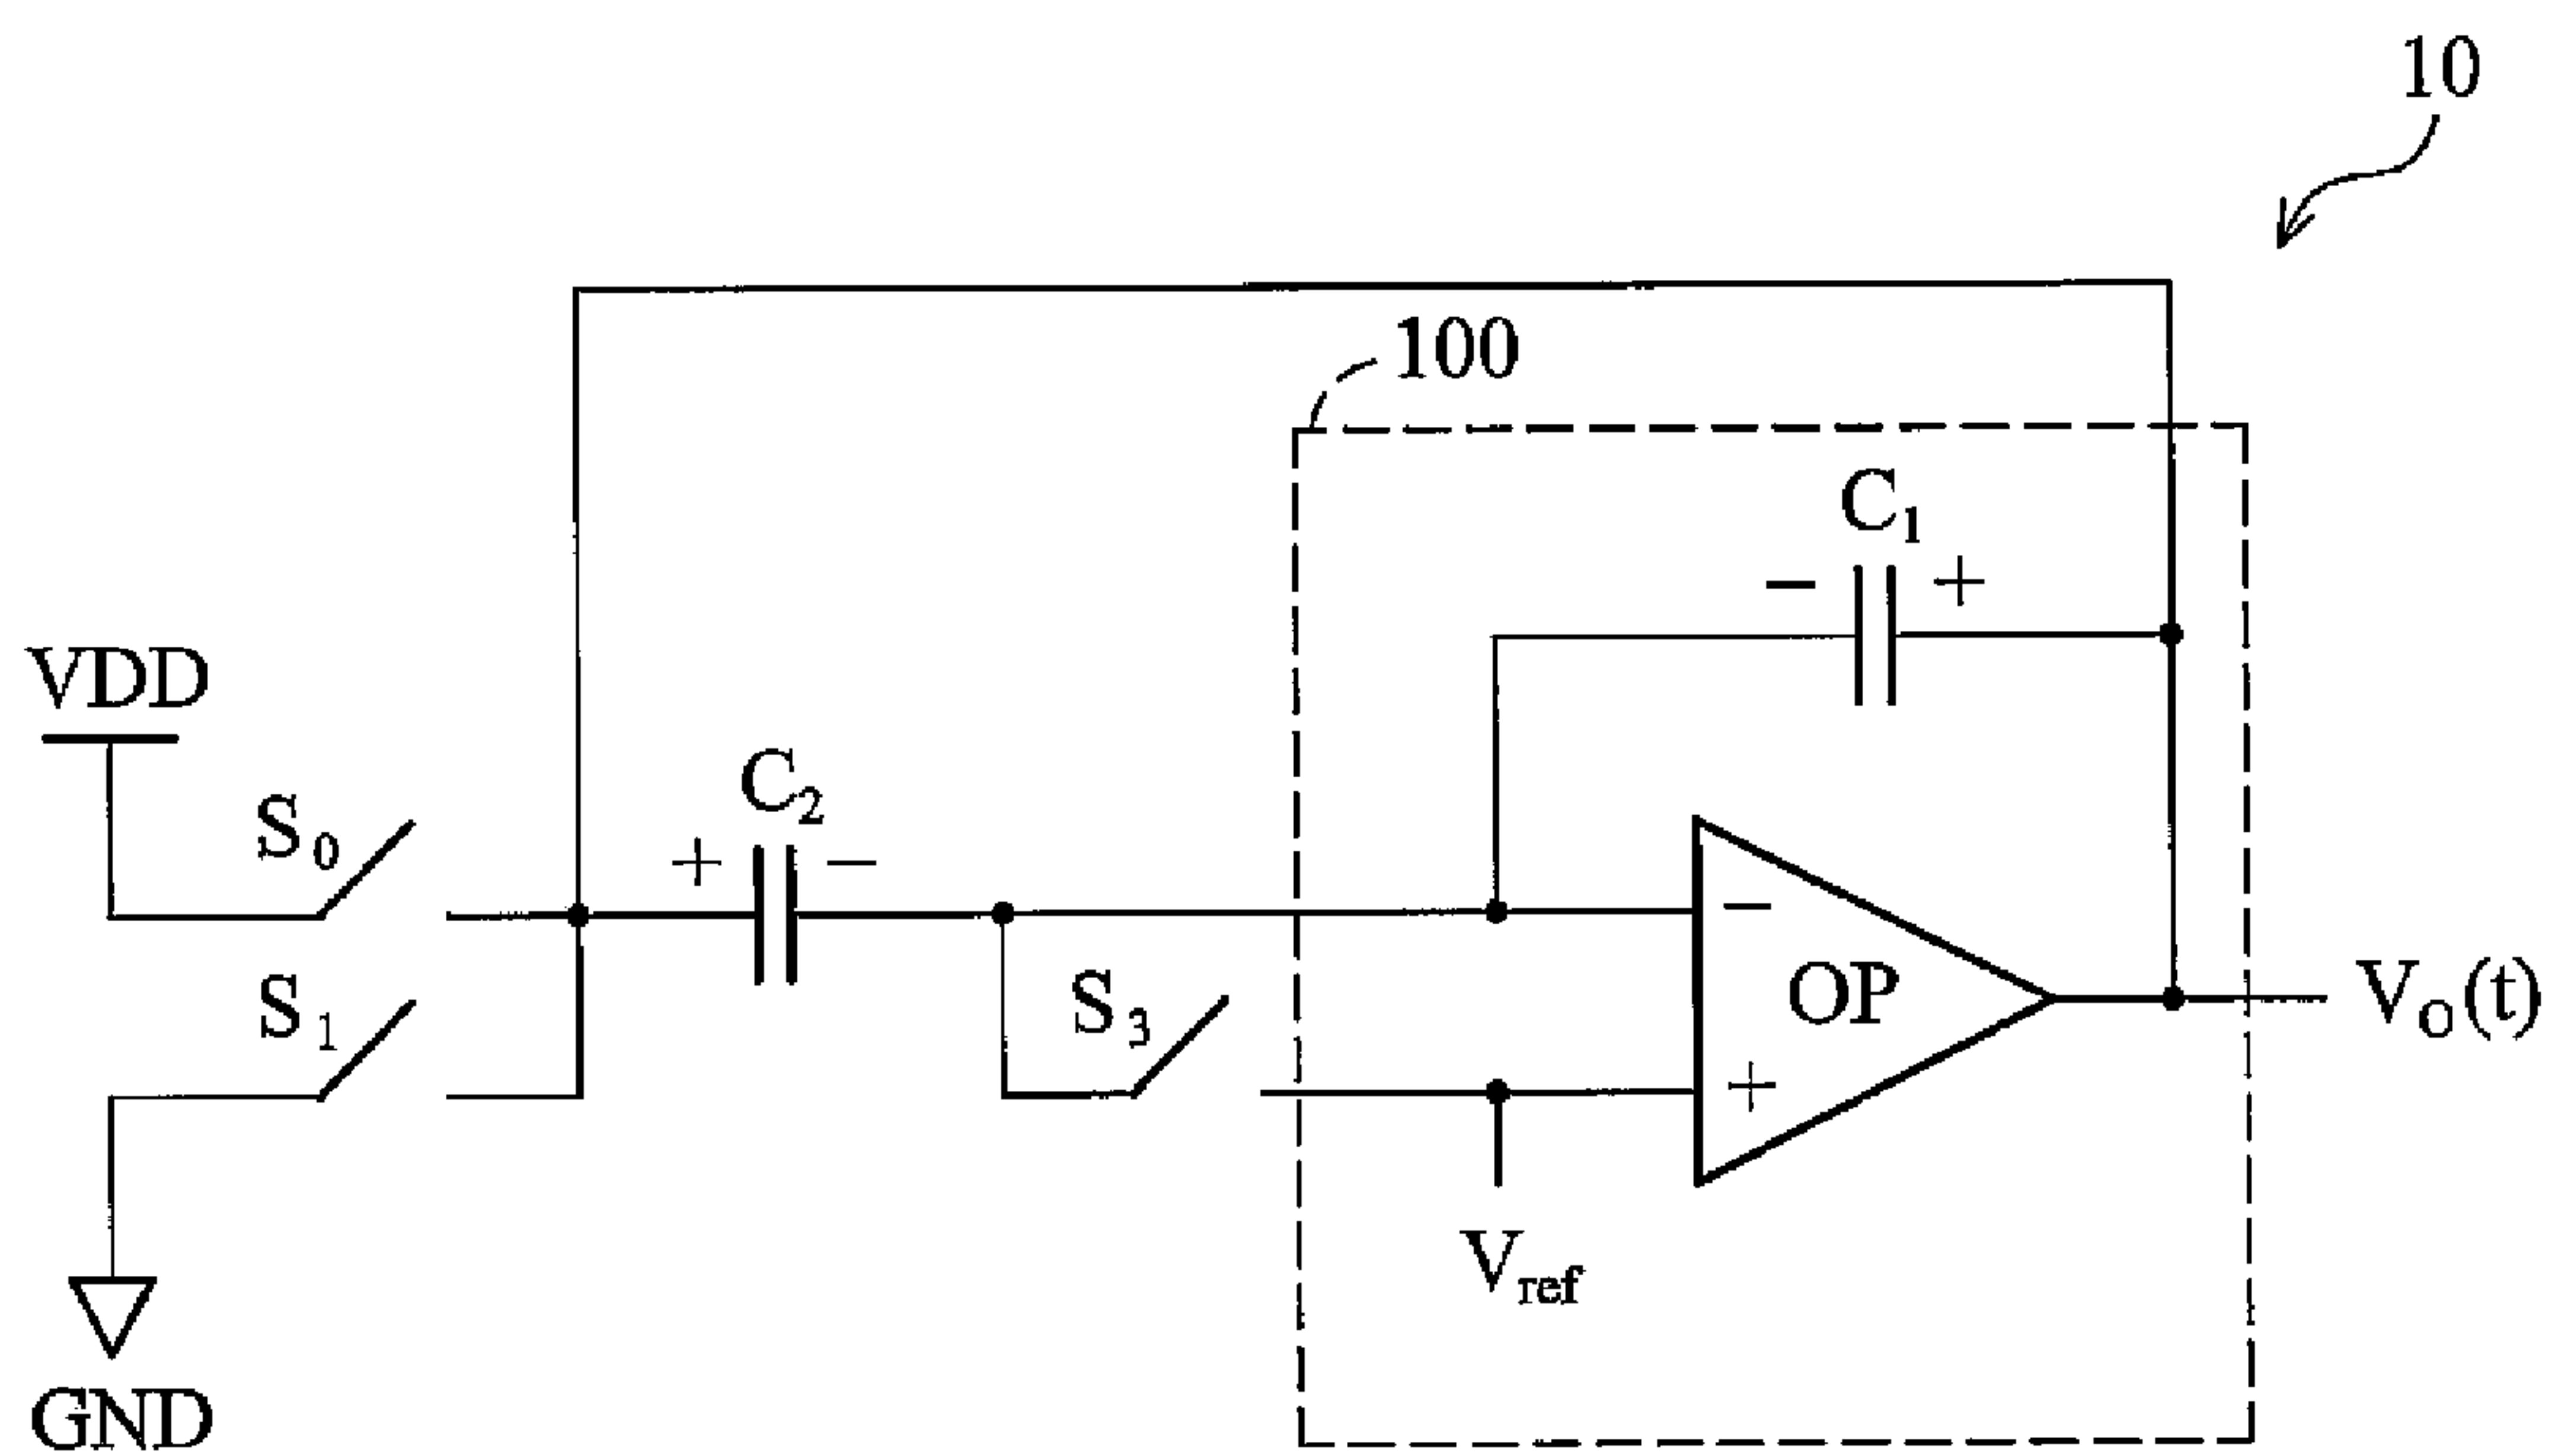 10
100
C1
VDD
C2
S0
+ −
− +
S1
S3
−
OP
+
VO(t)
Vref
GND